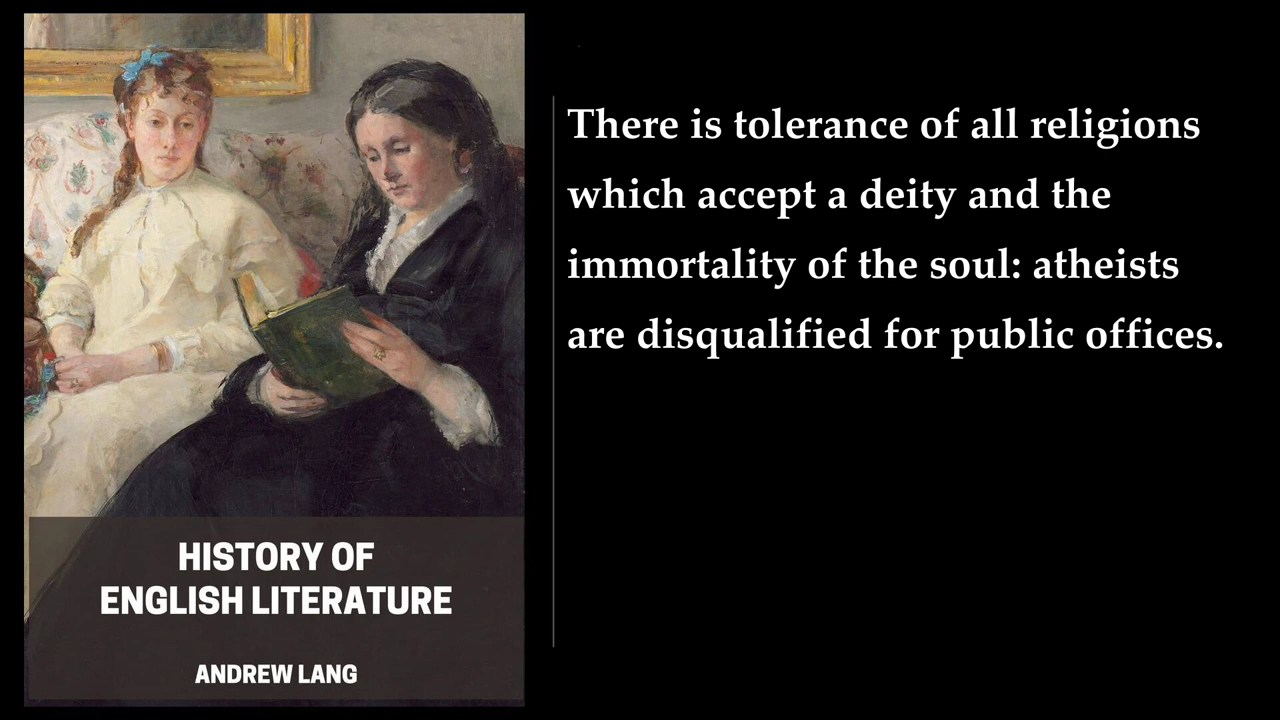 There is tolerance of all religions
which accept a deity and the
immortality of the soul: atheists
are disqualified for public offices.
HISTORY OF
ENGLISH LITERATURE
ANDREW LANG